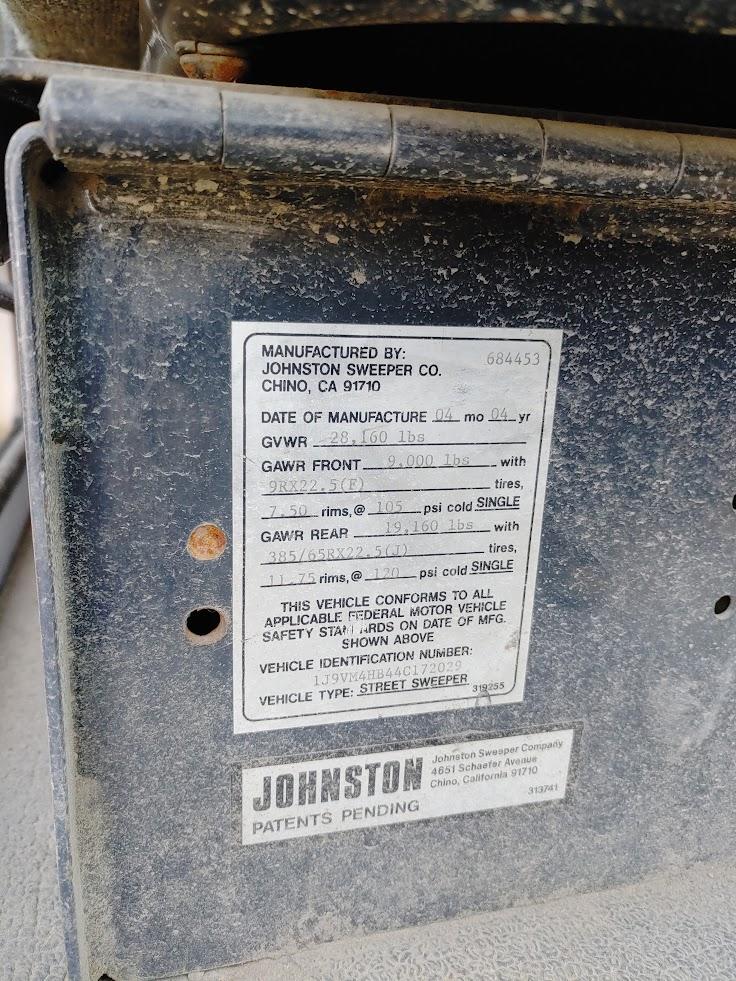 MANUFACTURED BY: 684453
JOHNSTON SWEEPER CO.
CHINO, CA 91710
DATE OF MANUFACTURE 04 mo 04 yr
GVWR 28,160 lbs
GAWR FRONT 9,000 lbs with
9RX22.5(F) tires,
7.50 rims,@ 105 psi cold SINGLE
GAWR REAR 19,160 lbs with
385/65RX22.5(J) tires,
11.75 rims,@ 120 psi cold SINGLE
THIS VEHICLE CONFORMS TO ALL
APPLICABLE FEDERAL MOTOR VEHICLE
SAFETY STANDARDS ON DATE OF MFG.
SHOWN ABOVE
VEHICLE IDENTIFICATION NUMBER:
1J9VM4HB44C172029
VEHICLE TYPE: STREET SWEEPER 319255
JOHNSTON
PATENTS PENDING
Johnston Sweeper Company
4651 Schaefer Avenue
Chino, California 91710
313741